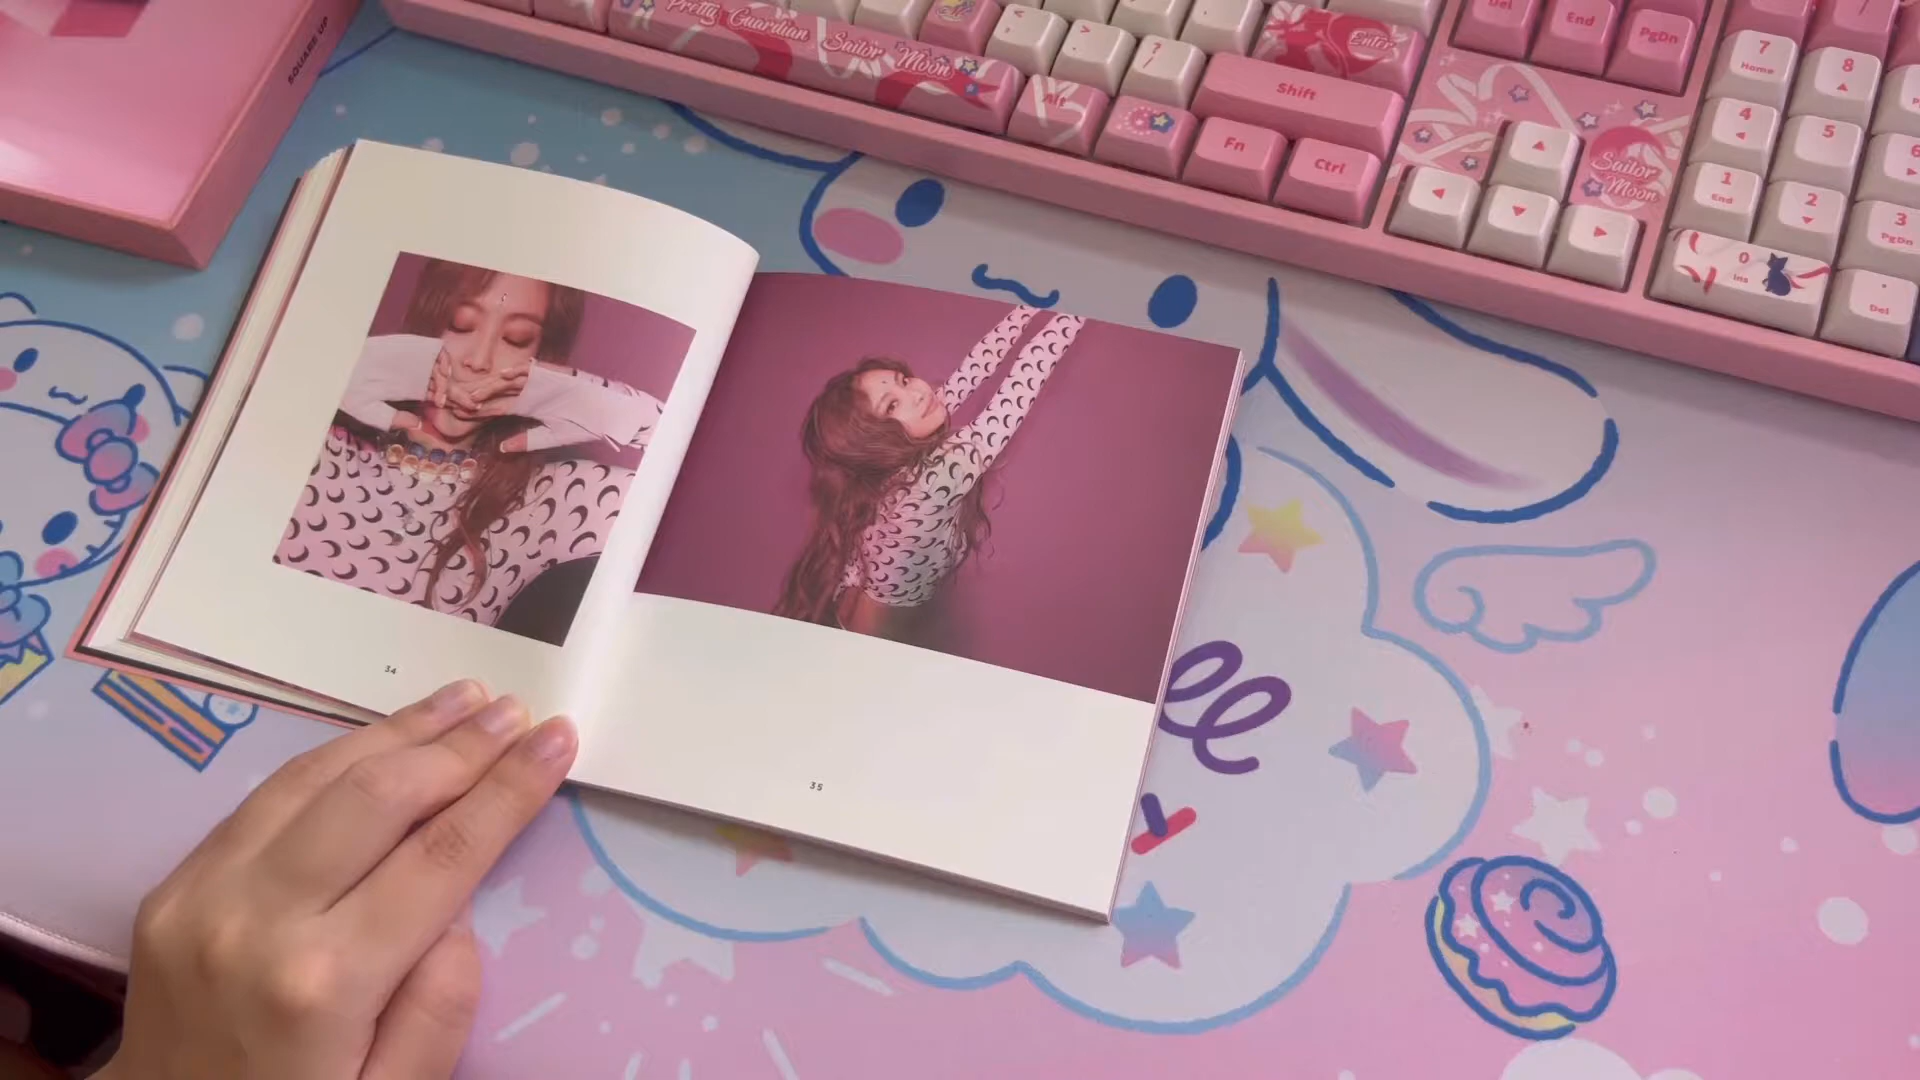 SQUARE UP
Pretty Guardian Sailor Moon
< ,
> .
? /
Enter
Del
End
PgDn
Shift
Alt
Fn
Ctrl
Sailor Moon
7 Home
8
4
5
6
1 End
2
3 PgDn
0 Ins
. Del
34
35